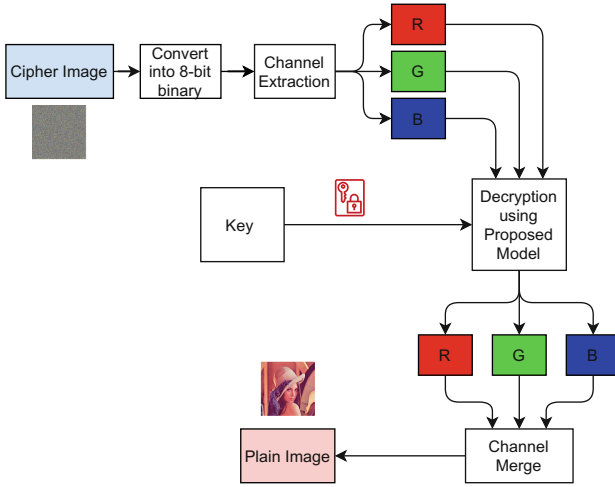 Cipher Image
Convert
into 8-bit
binary
Channel
Extraction
R
G
B
Key
Decryption
using
Proposed
Model
R
G
B
Plain Image
Channel
Merge